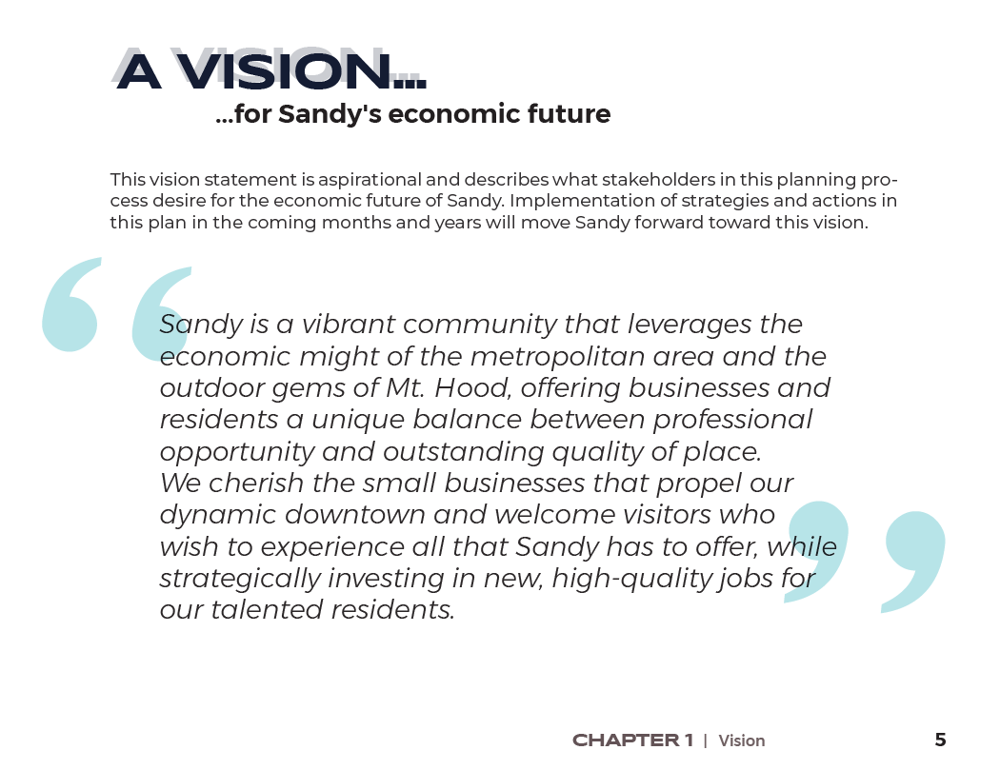 A VISION...
...for Sandy's economic future
This vision statement is aspirational and describes what stakeholders in this planning pro-
cess desire for the economic future of Sandy. Implementation of strategies and actions in
this plan in the coming months and years will move Sandy forward toward this vision.
“
Sandy is a vibrant community that leverages the
economic might of the metropolitan area and the
outdoor gems of Mt. Hood, offering businesses and
residents a unique balance between professional
opportunity and outstanding quality of place.
We cherish the small businesses that propel our
dynamic downtown and welcome visitors who
wish to experience all that Sandy has to offer, while
strategically investing in new, high-quality jobs for
our talented residents.
”
CHAPTER 1 | Vision 5